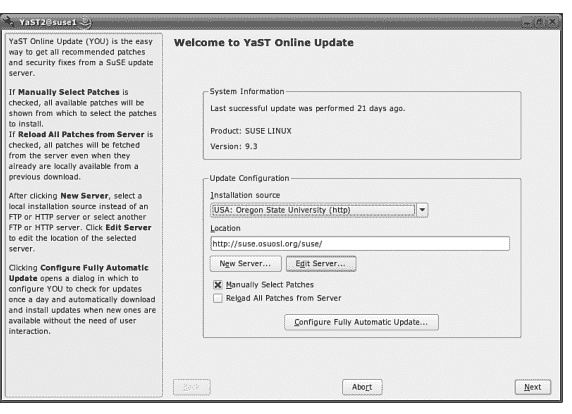 YaST2@suse1
YaST Online Update (YOU) is the easy
way to get all recommended patches
and security fixes from a SuSE update
server.
If Manually Select Patches is
checked, all available patches will be
shown from which to select the patches
to install.
If Reload All Patches from Server is
checked, all patches will be fetched
from the server even when they
already are locally available from a
previous download.
After clicking New Server, select a
local installation source instead of an
FTP or HTTP server or select another
FTP or HTTP server. Click Edit Server
to edit the location of the selected
server.
Clicking Configure Fully Automatic
Update opens a dialog in which to
configure YOU to check for updates
once a day and automatically download
and install updates when new ones are
available without the need of user
interaction.
Welcome to YaST Online Update
System Information
Last successful update was performed 21 days ago.
Product: SUSE LINUX
Version: 9.3
Update Configuration
Installation source
USA: Oregon State University (http)
Location
http://suse.osuosl.org/suse/
New Server... Edit Server...
Manually Select Patches
Reload All Patches from Server
Configure Fully Automatic Update...
Back Abort Next